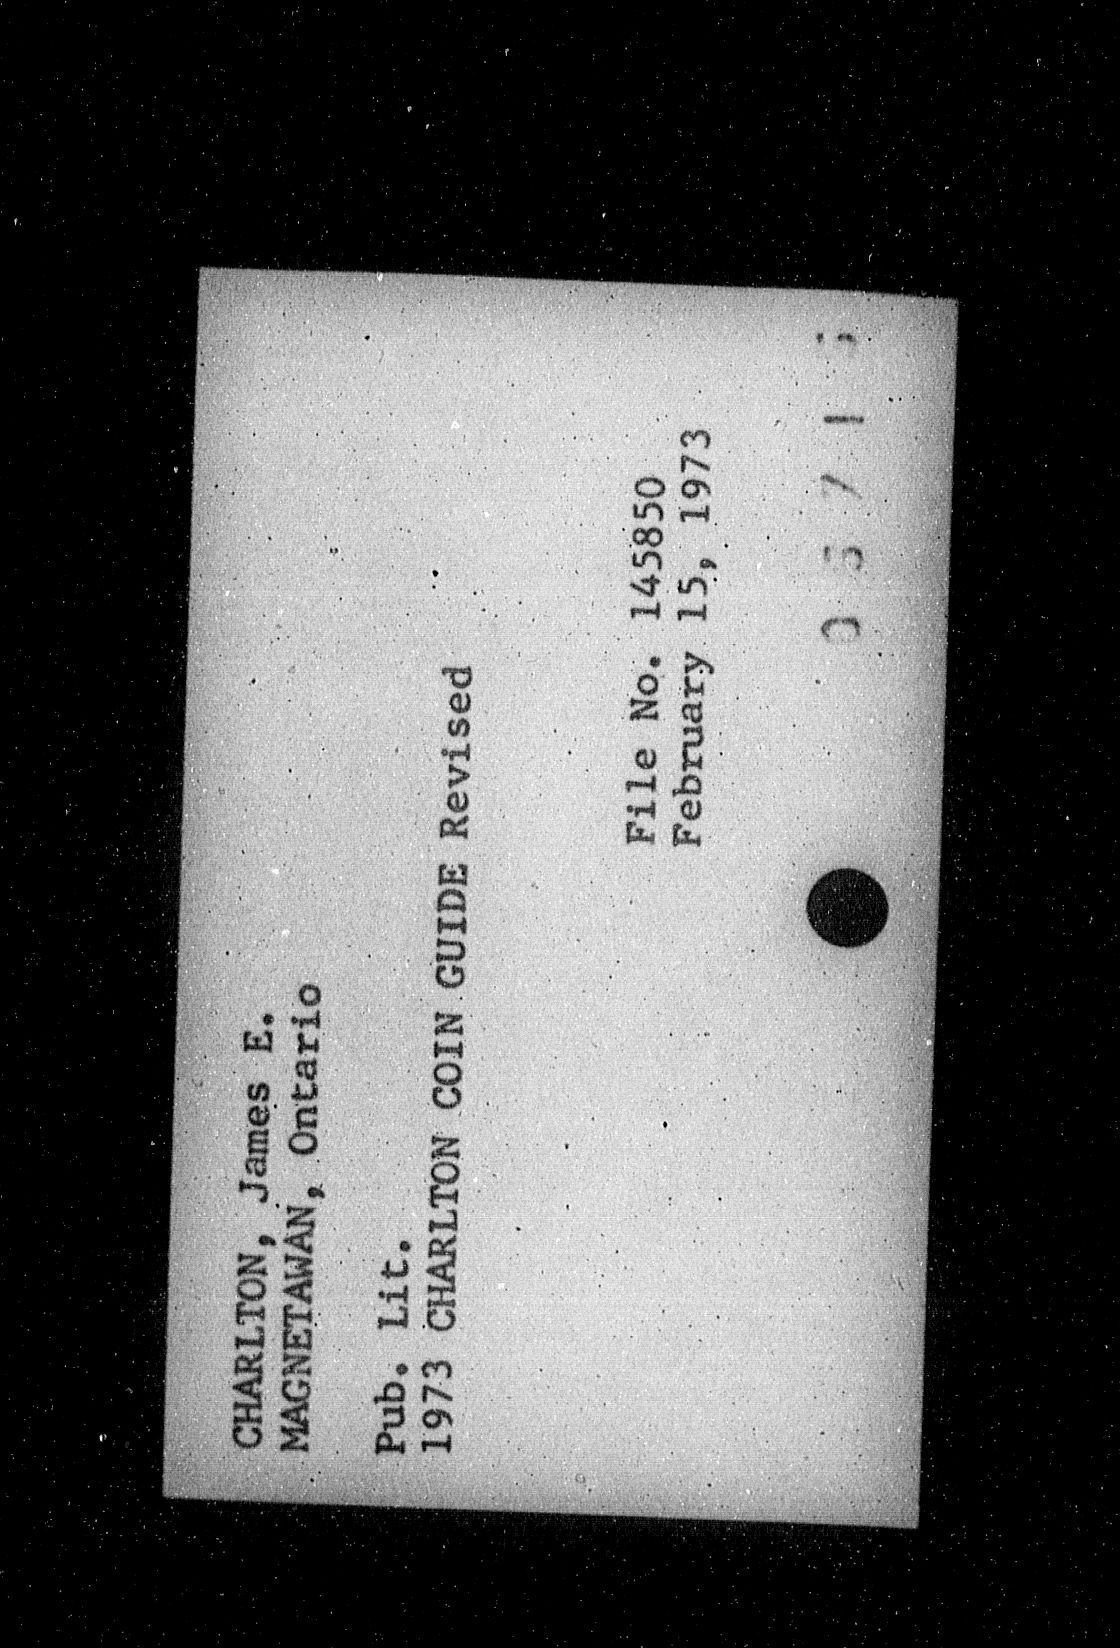 CHARLTON, James E.
MAGNETAWAN, Ontario
Pub. Lit.
1973 CHARLTON COIN GUIDE Revised
File No. 145850
February 15, 1973